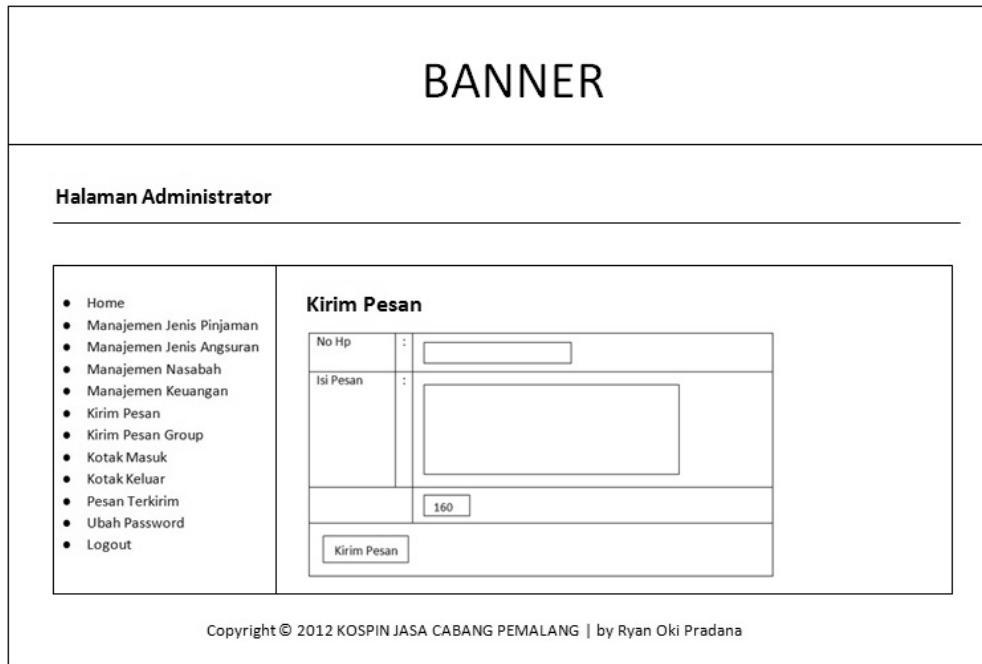 BANNER
Halaman Administrator
● Home
● Manajemen Jenis Pinjaman
● Manajemen Jenis Angsuran
● Manajemen Nasabah
● Manajemen Keuangan
● Kirim Pesan
● Kirim Pesan Group
● Kotak Masuk
● Kotak Keluar
● Pesan Terkirim
● Ubah Password
● Logout
Kirim Pesan
No Hp :
Isi Pesan :
160
Kirim Pesan
Copyright © 2012 KOSPIN JASA CABANG PEMALANG | by Ryan Oki Pradana